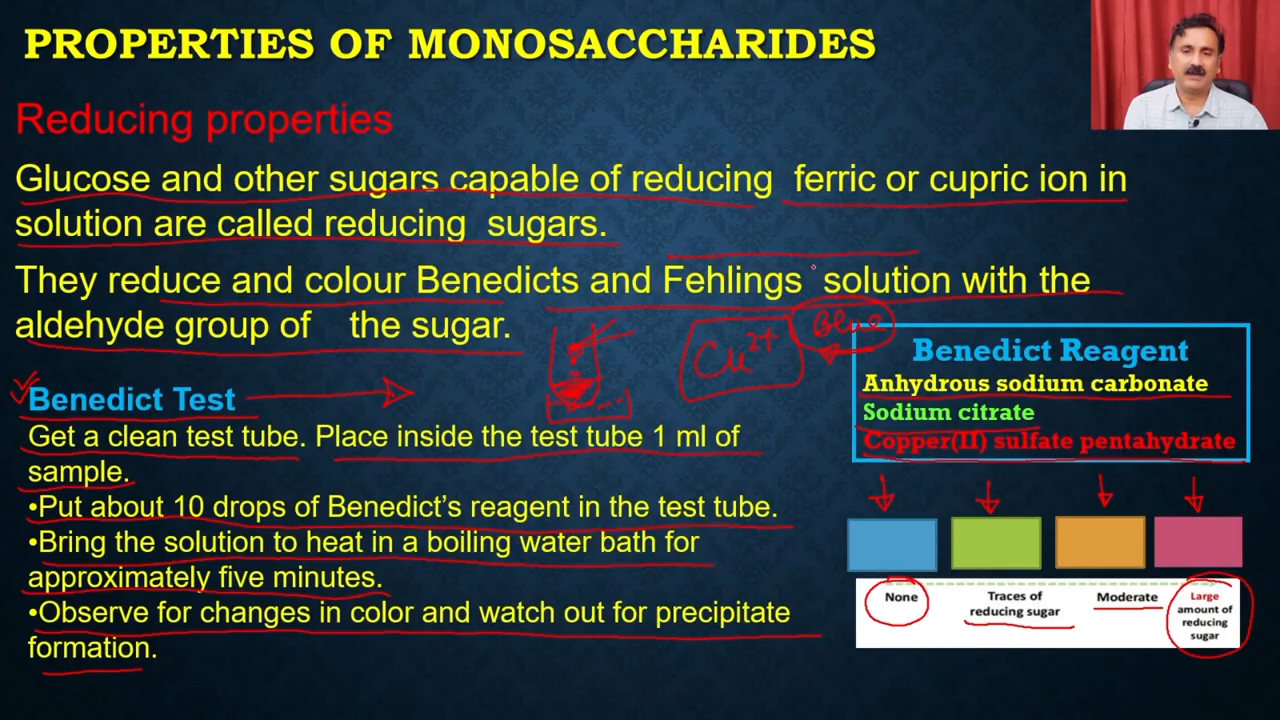 PROPERTIES OF MONOSACCHARIDES
Reducing properties
Glucose and other sugars capable of reducing ferric or cupric ion in
solution are called reducing sugars.
They reduce and colour Benedicts and Fehlings solution with the
aldehyde group of the sugar.
Cu2+
Blue
Benedict Test
Get a clean test tube. Place inside the test tube 1 ml of
sample.
•Put about 10 drops of Benedict’s reagent in the test tube.
•Bring the solution to heat in a boiling water bath for
approximately five minutes.
•Observe for changes in color and watch out for precipitate
formation.
Benedict Reagent
Anhydrous sodium carbonate
Sodium citrate
Copper(II) sulfate pentahydrate
None
Traces of
reducing sugar
Moderate
Large
amount of
reducing
sugar